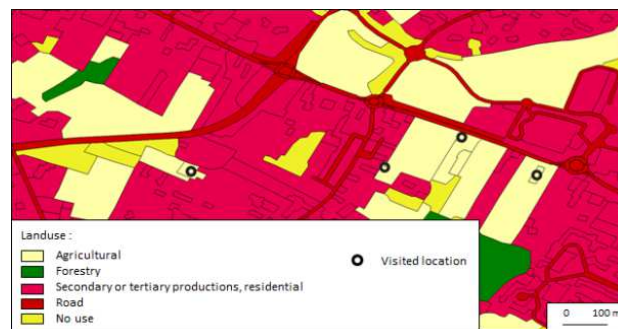 Landuse :
Agricultural
Forestry
Secondary or tertiary productions, residential
Road
No use
Visited location
0 100 m